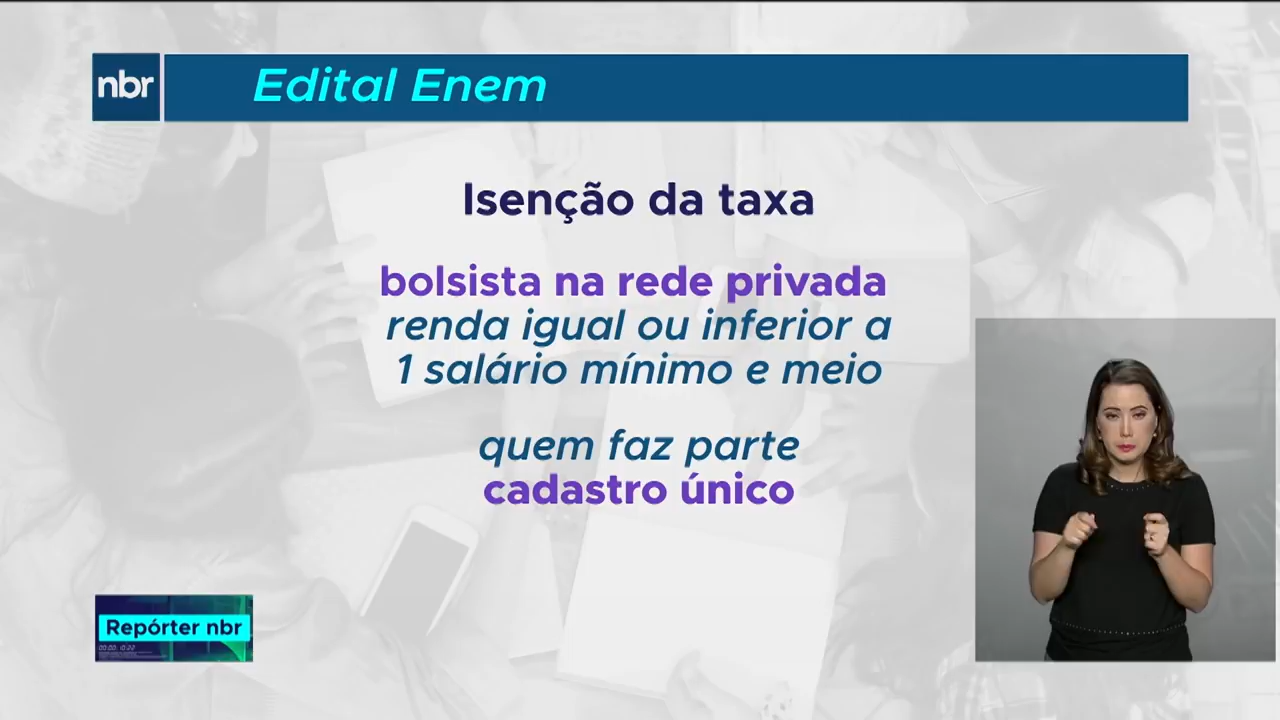 nbr
Edital Enem
Isenção da taxa
bolsista na rede privada
renda igual ou inferior a
1 salário mínimo e meio
quem faz parte
cadastro único
Repórter nbr